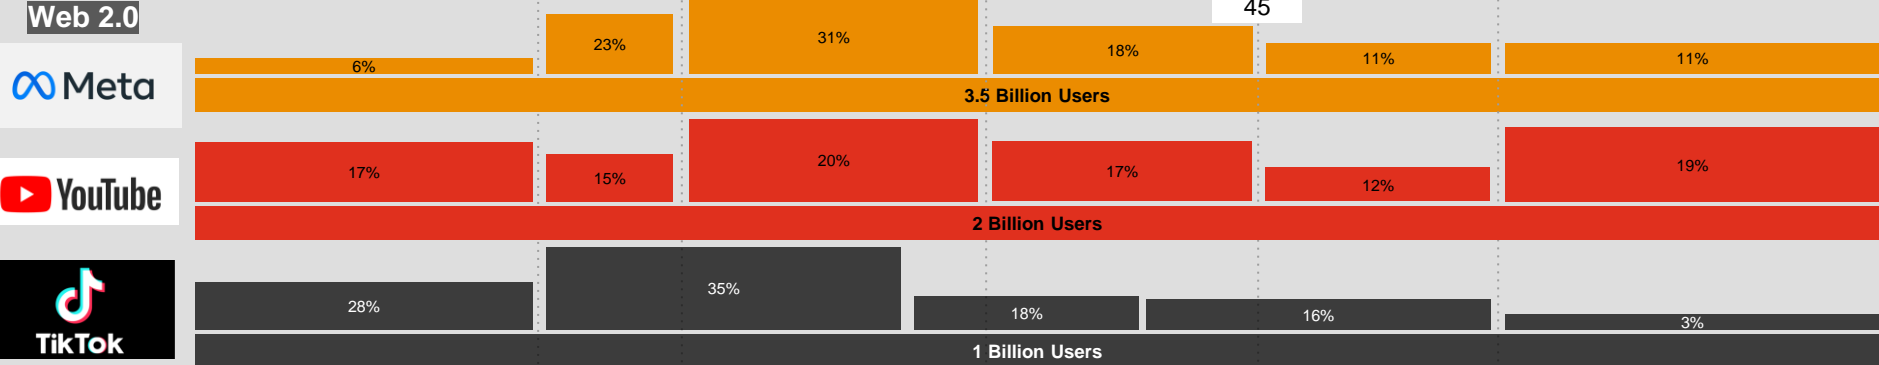 Web 2.0
45
6%
23%
31%
18%
11%
11%
Meta
3.5 Billion Users
17%
15%
20%
17%
12%
19%
YouTube
2 Billion Users
28%
35%
18%
16%
3%
TikTok
1 Billion Users